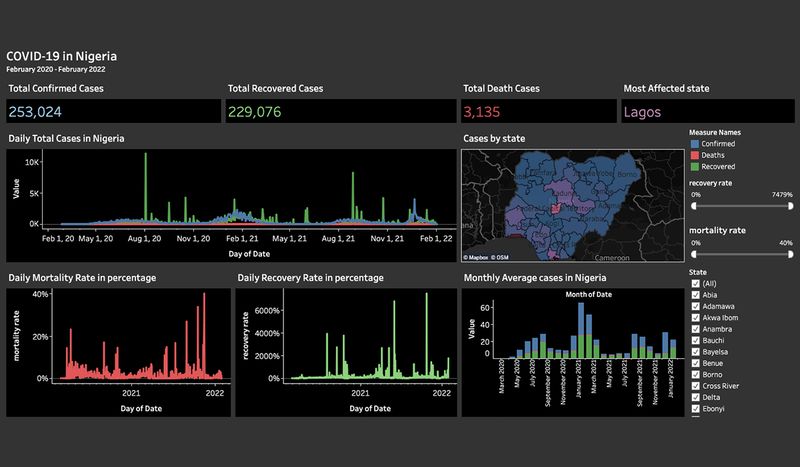 COVID-19 in Nigeria
February 2020 - February 2022
Total Confirmed Cases
253,024
Total Recovered Cases
229,076
Total Death Cases
3,135
Most Affected state
Lagos
Daily Total Cases in Nigeria
Value
10K
5K
0K
Feb 1, 20
May 1, 20
Aug 1, 20
Nov 1, 20
Feb 1, 21
May 1, 21
Aug 1, 21
Nov 1, 21
Feb 1, 22
Day of Date
Cases by state
Borno
Cameroon
© Mapbox © OSM
Measure Names
Confirmed
Deaths
Recovered
recovery rate
0%
7479%
mortality rate
0%
40%
Daily Mortality Rate in percentage
mortality rate
40%
20%
0%
2021
2022
Day of Date
Daily Recovery Rate in percentage
recovery rate
6000%
4000%
2000%
0%
2021
2022
Day of Date
Monthly Average cases in Nigeria
Month of Date
Value
60
40
20
0
March 2020
May 2020
July 2020
September 2020
November 2020
January 2021
March 2021
May 2021
July 2021
September 2021
November 2021
January 2022
State
(All)
Abia
Adamawa
Akwa Ibom
Anambra
Bauchi
Bayelsa
Benue
Borno
Cross River
Delta
Ebonyi